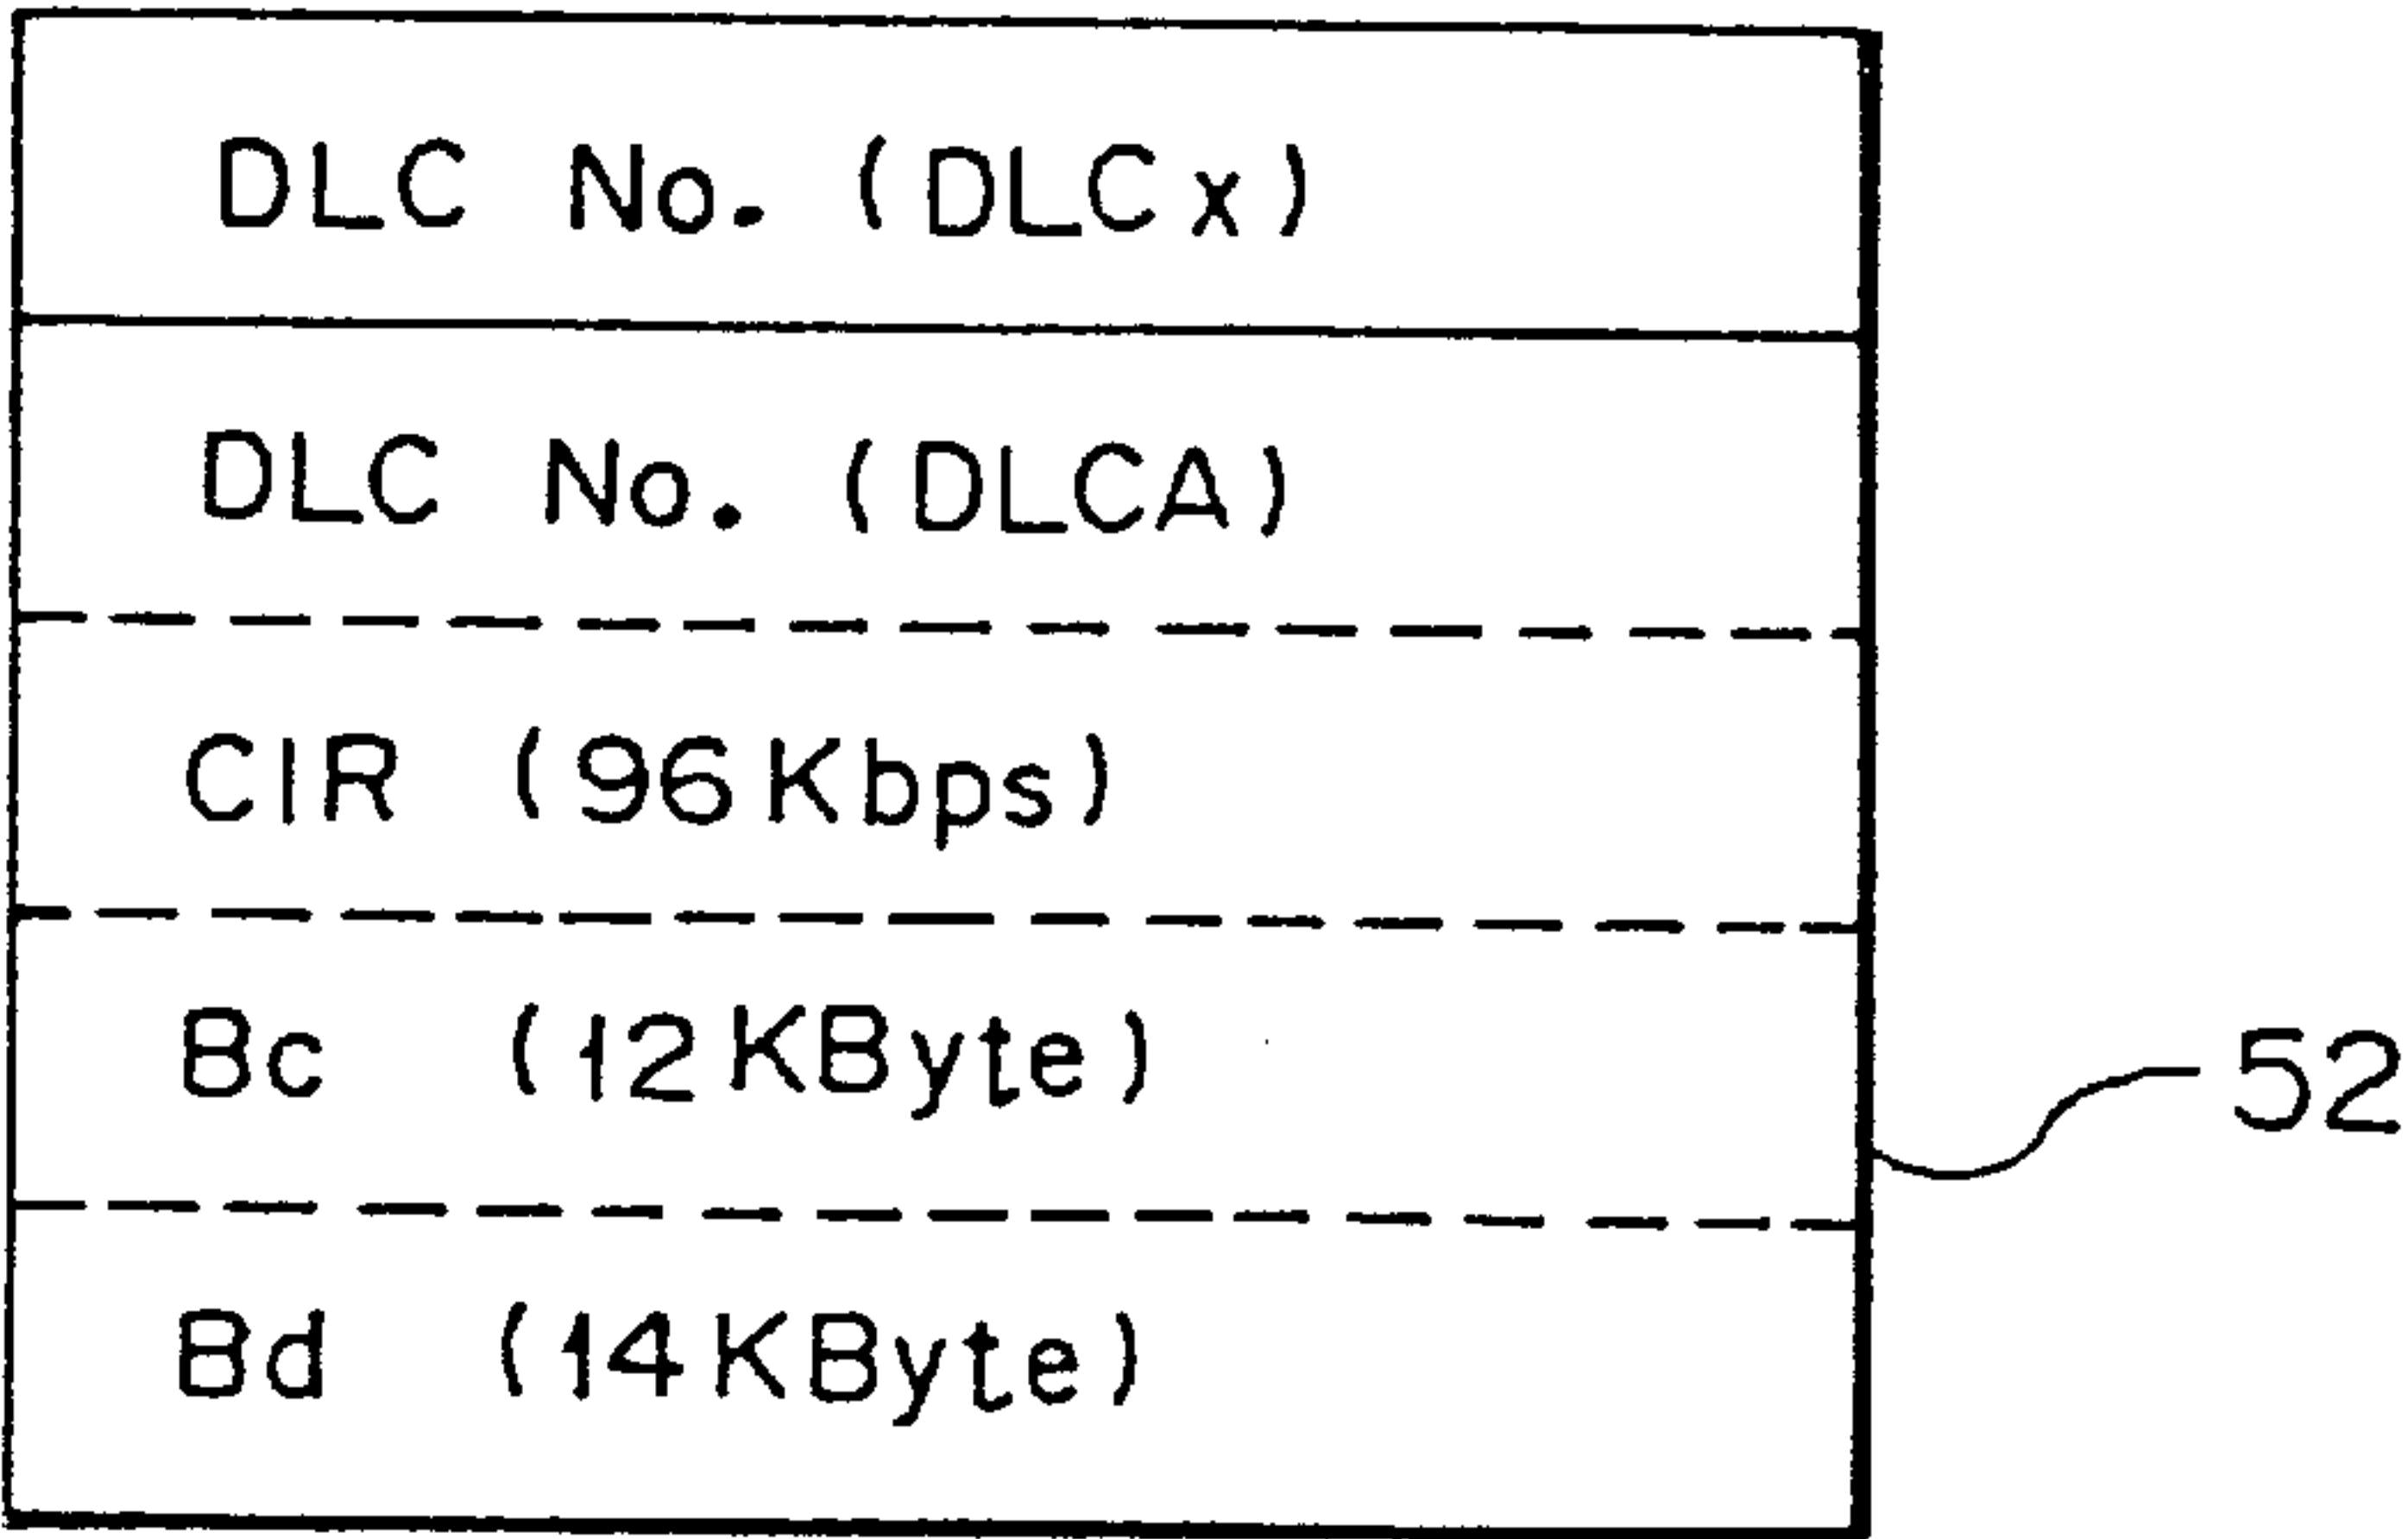 DLC No. (DLCx)
DLC No. (DLCA)
CIR (96Kbps)
Bc (12KByte)
Bd (14KByte)
52